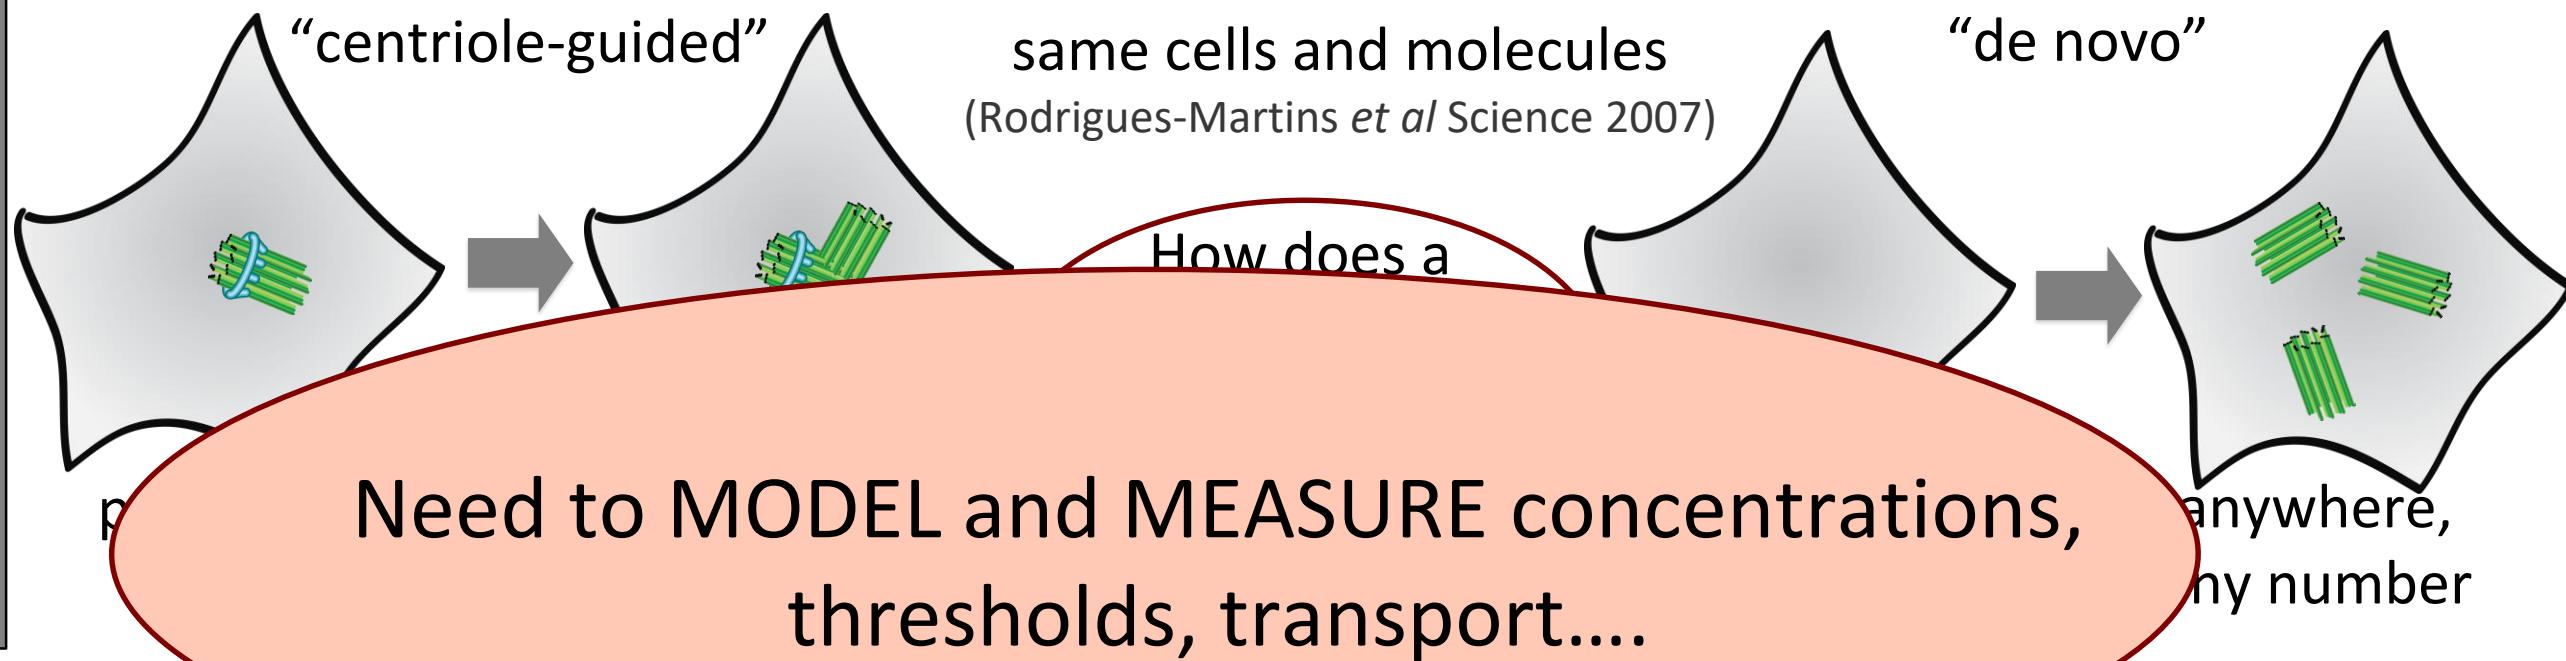 “centriole-guided”
same cells and molecules
(Rodrigues-Martins et al Science 2007)
“de novo”
How does a
Need to MODEL and MEASURE concentrations,
thresholds, transport....
anywhere,
number